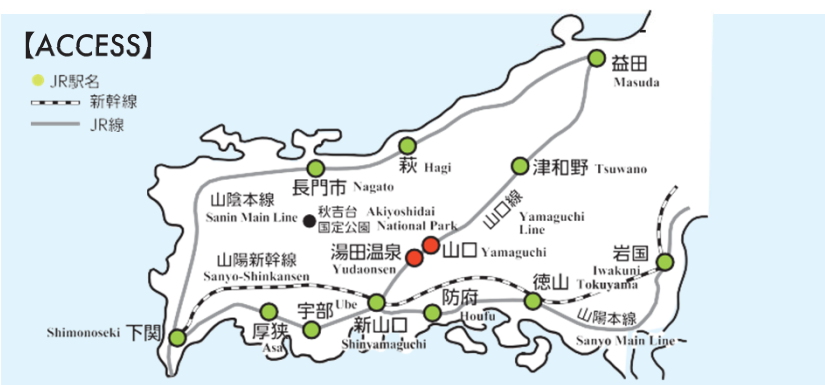 【ACCESS】
JR駅名
新幹線
JR線
益田
Masuda
萩 Hagi
津和野 Tsuwano
長門市 Nagato
山陰本線
Sanin Main Line
秋吉台 Akiyoshidai
国定公園 National Park
山口線
Yamaguchi
Line
湯田温泉
Yudaonsen
山口 Yamaguchi
岩国
Iwakuni
山陽新幹線
Sanyo-Shinkansen
徳山
Tokuyama
宇部 Ube
防府
Houfu
新山口
Shinyamaguchi
Shimonoseki 下関
厚狭
Asa
山陽本線
Sanyo Main Line